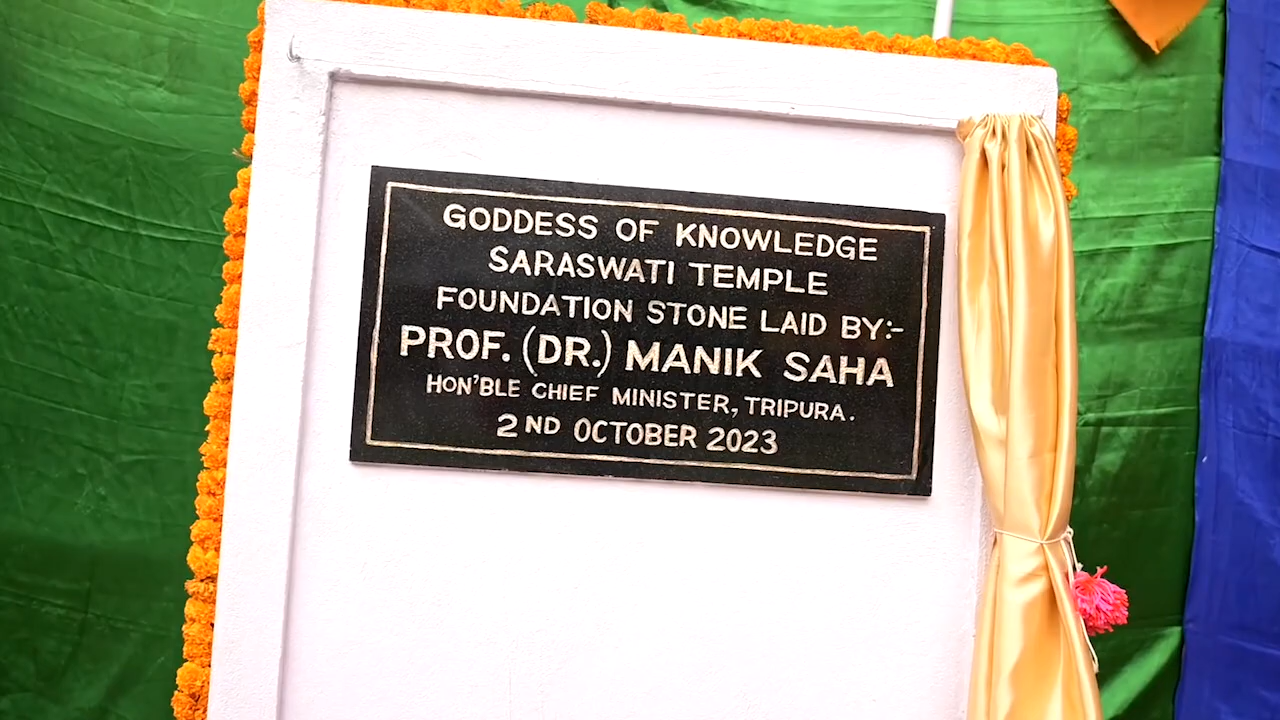 GODDESS OF KNOWLEDGE
SARASWATI TEMPLE
FOUNDATION STONE LAID BY:-
PROF. (DR.) MANIK SAHA
HON'BLE CHIEF MINISTER, TRIPURA.
2ND OCTOBER 2023